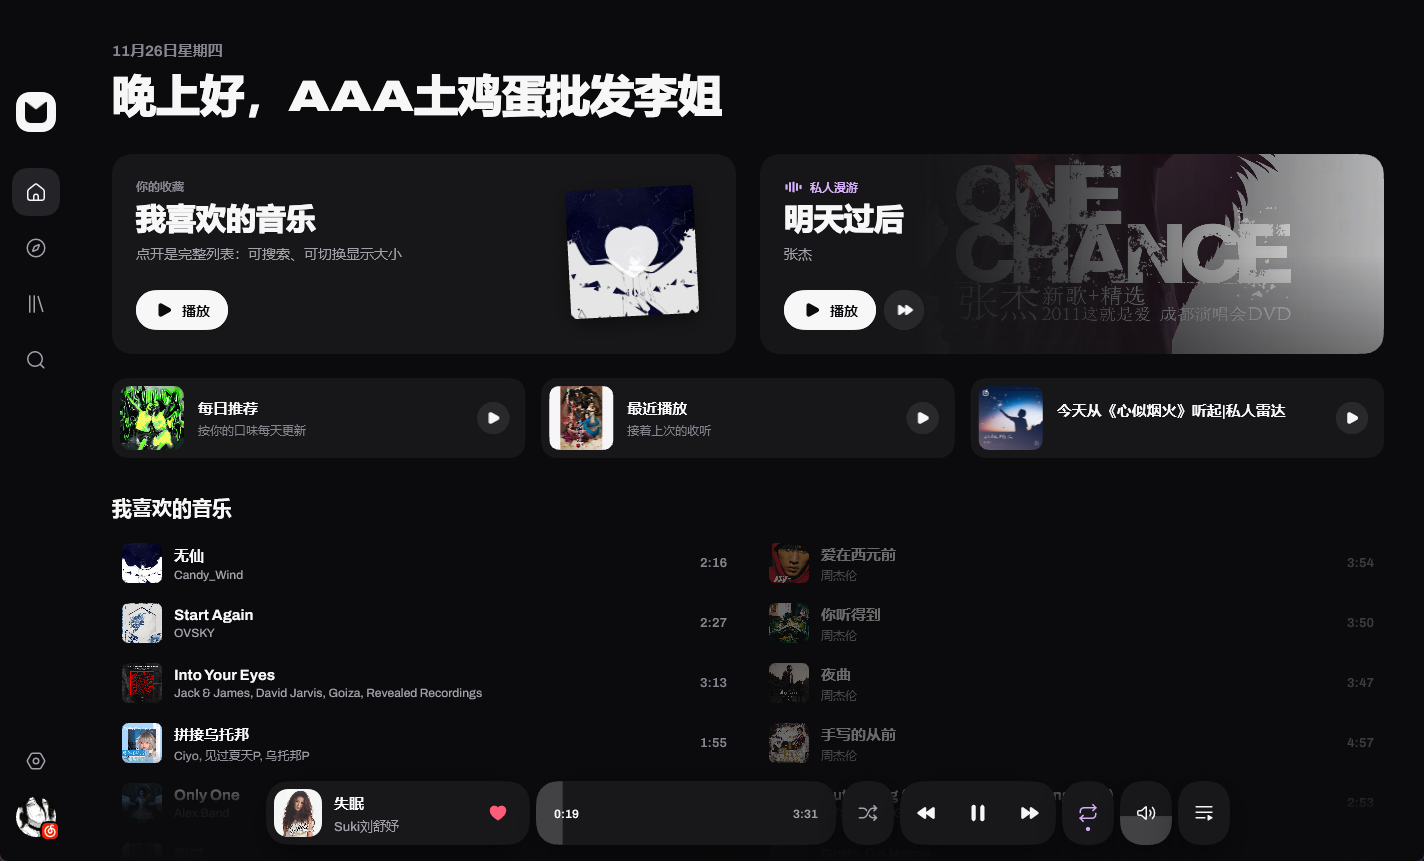 11月26日星期四
晚上好，AAA土鸡蛋批发李姐
你的收藏
我喜欢的音乐
点开是完整列表：可搜索、可切换显示大小
播放
私人漫游
明天过后
张杰
播放
ONE
CHANCE
张杰 新歌+精选
2011这就是爱 成都演唱会DVD
每日推荐
按你的口味每天更新
最近播放
接着上次的收听
今天从《心似烟火》听起|私人雷达
我喜欢的音乐
无仙
Candy_Wind
2:16
爱在西元前
周杰伦
3:54
Start Again
OVSKY
2:27
你听得到
周杰伦
3:50
Into Your Eyes
Jack & James, David Jarvis, Goiza, Revealed Recordings
3:13
夜曲
周杰伦
3:47
拼接乌托邦
Ciyo, 见过夏天P, 乌托邦P
1:55
手写的从前
周杰伦
4:57
Only One
Alex Band
2:53
失眠
Suki刘舒妤
0:19
3:31